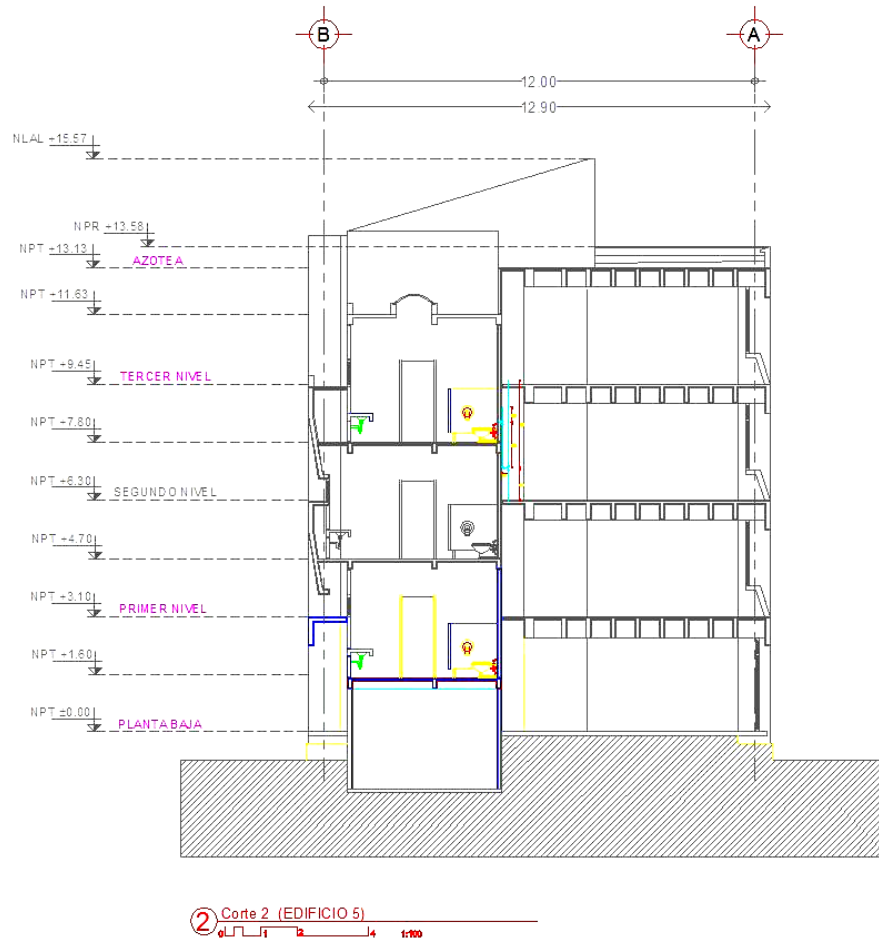 B
A
12.00
12.90
NLAL +15.57
NPR +13.58
NPT +13.13
AZOTEA
NPT +11.63
NPT +9.45
TERCER NIVEL
NPT +7.80
NPT +6.30
SEGUNDO NIVEL
NPT +4.70
NPT +3.10
PRIMER NIVEL
NPT +1.60
NPT ±0.00
PLANTA BAJA
2 Corte 2 (EDIFICIO 5)
0 1 2 4 1:100